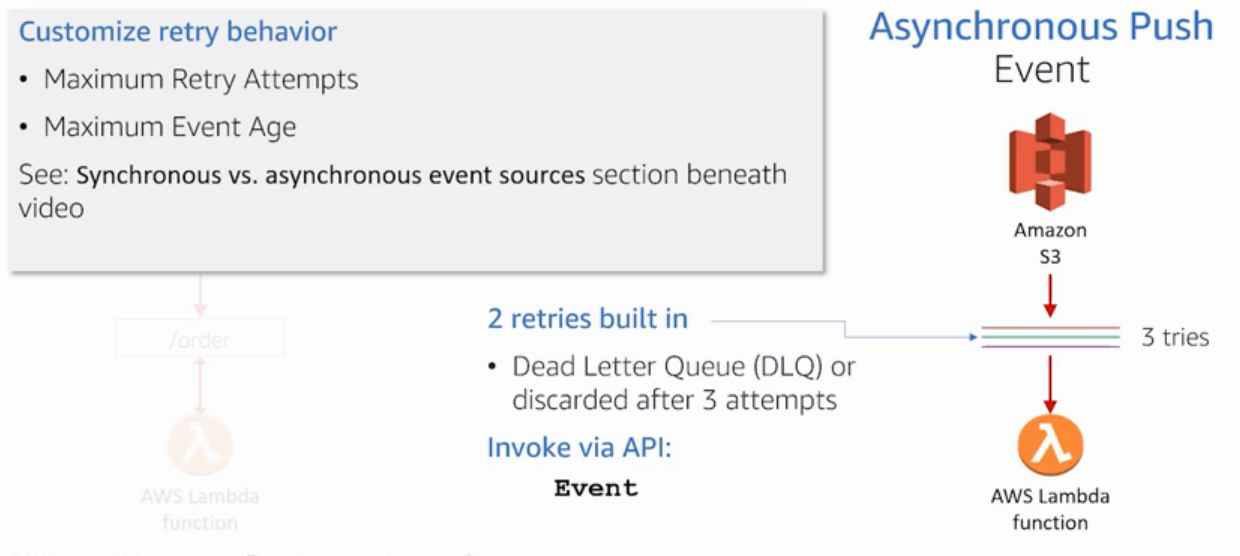 Customize retry behavior
• Maximum Retry Attempts
• Maximum Event Age
See: Synchronous vs. asynchronous event sources section beneath
video
Asynchronous Push
Event
Amazon
S3
3 tries
AWS Lambda
function
2 retries built in
• Dead Letter Queue (DLQ) or
discarded after 3 attempts
Invoke via API:
Event
/order
AWS Lambda
function